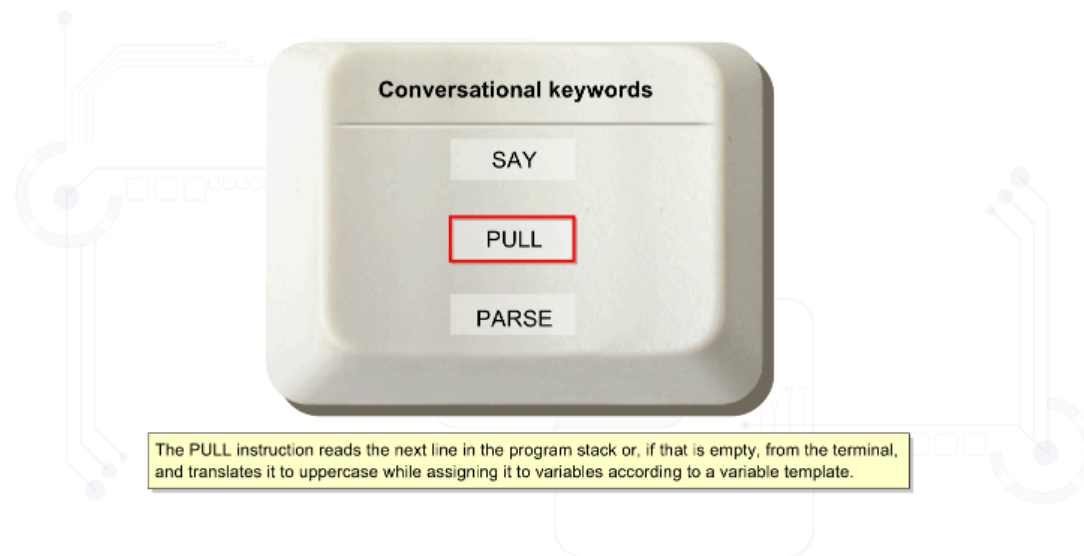 Conversational keywords
SAY
PULL
PARSE
The PULL instruction reads the next line in the program stack or, if that is empty, from the terminal,
and translates it to uppercase while assigning it to variables according to a variable template.